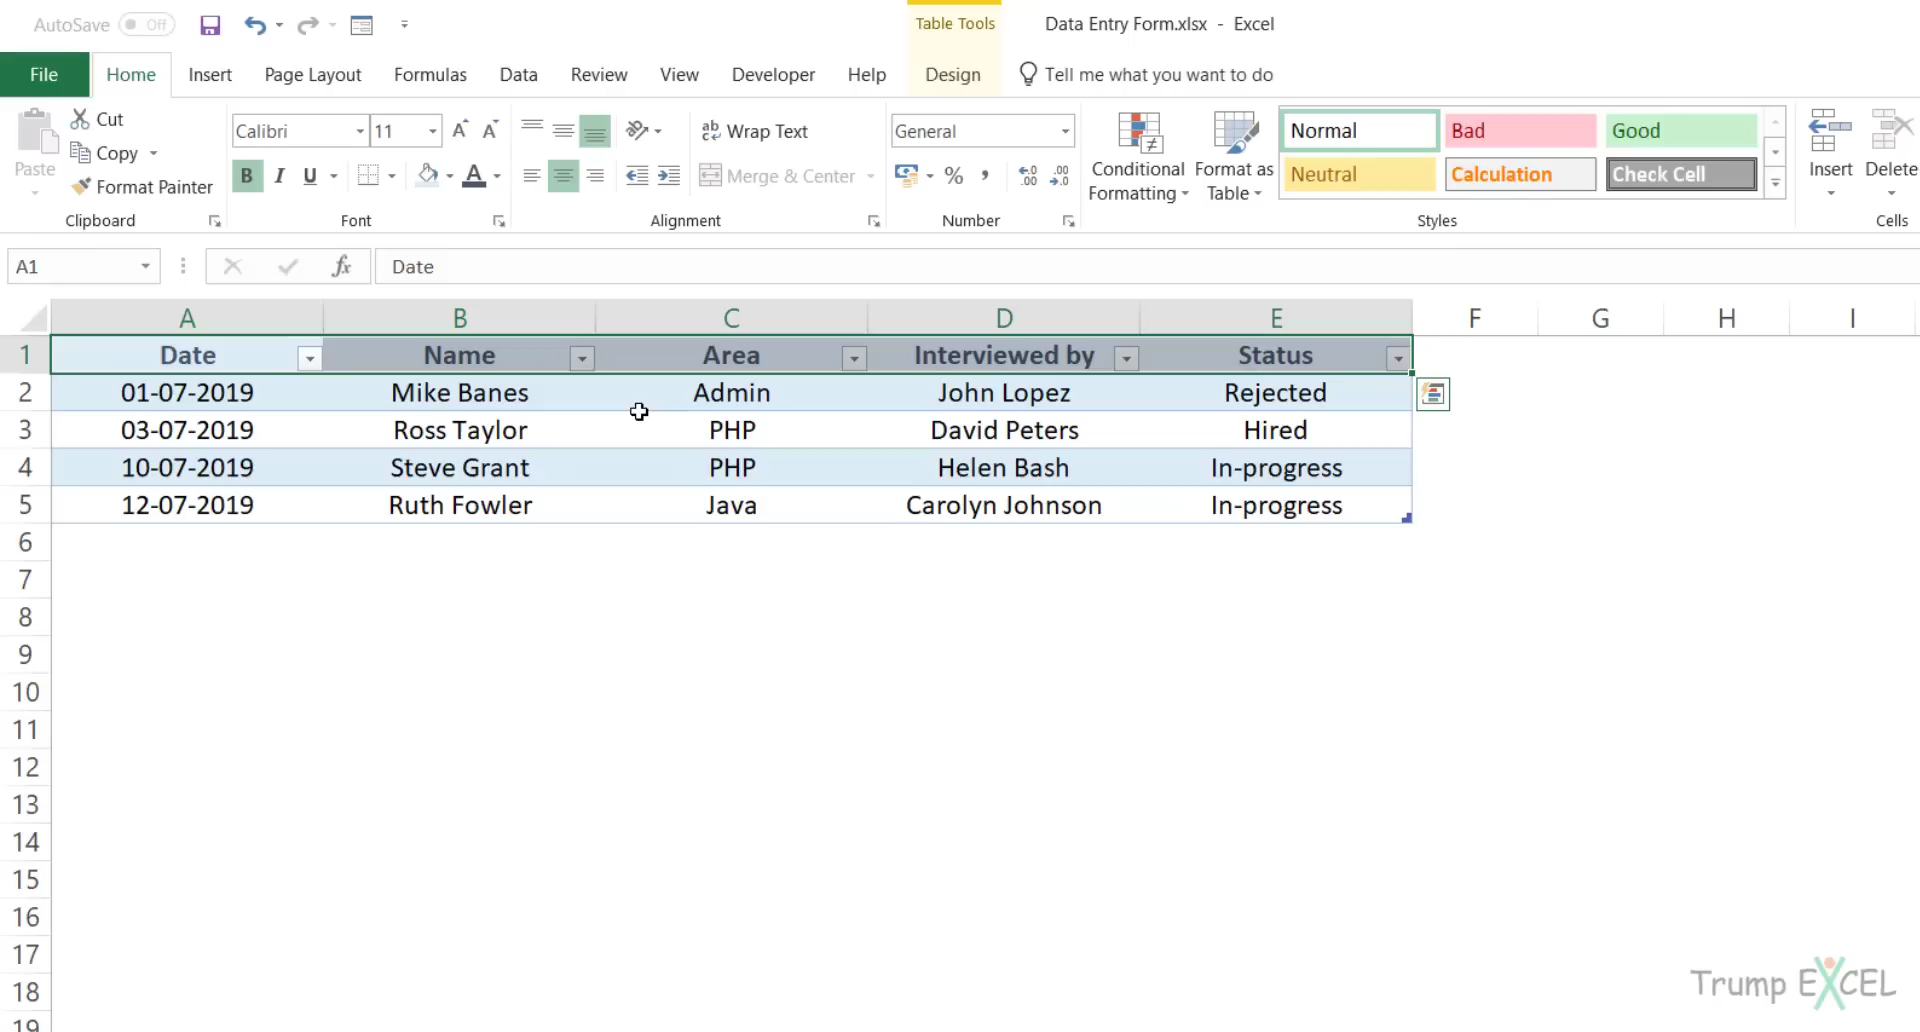 AutoSave Off
Table Tools
Data Entry Form.xlsx - Excel
File Home Insert Page Layout Formulas Data Review View Developer Help Design Tell me what you want to do
Paste
Cut
Copy
Format Painter
Clipboard
Calibri 11
B I U
Font
Wrap Text
Merge & Center
Alignment
General
%
Number
Conditional Formatting
Format as Table
Normal Bad Good
Neutral Calculation Check Cell
Styles
Insert Delete
Cells
A1 fx Date
A B C D E F G H I
1 Date Name Area Interviewed by Status
2 01-07-2019 Mike Banes Admin John Lopez Rejected
3 03-07-2019 Ross Taylor PHP David Peters Hired
4 10-07-2019 Steve Grant PHP Helen Bash In-progress
5 12-07-2019 Ruth Fowler Java Carolyn Johnson In-progress
6
7
8
9
10
11
12
13
14
15
16
17
18
19
Trump EXCEL